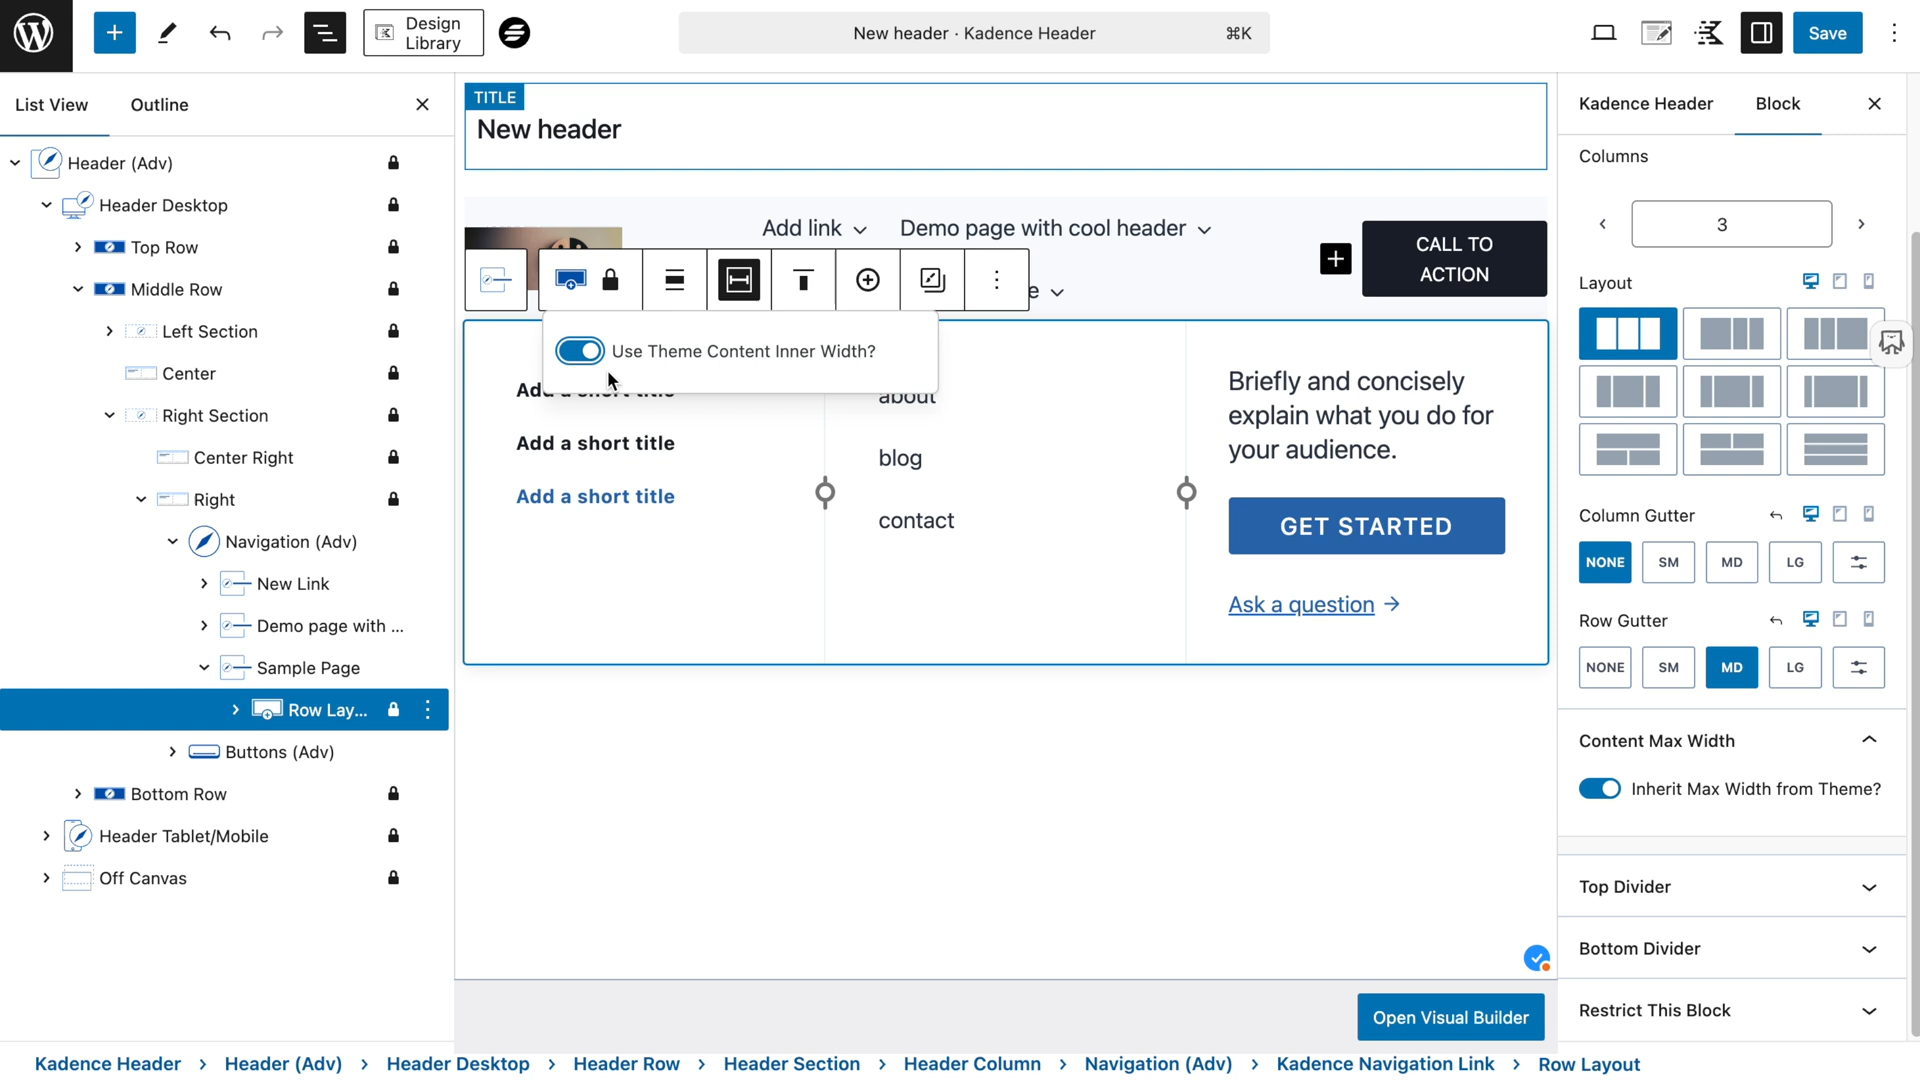 Design
Library
New header · Kadence Header
⌘K
Save
List View
Outline
Kadence Header
Block
TITLE
New header
Columns
3
Header (Adv)
Header Desktop
Top Row
Middle Row
Left Section
Center
Right Section
Center Right
Right
Navigation (Adv)
New Link
Demo page with ...
Sample Page
Row Lay...
Buttons (Adv)
Bottom Row
Header Tablet/Mobile
Off Canvas
Add link
Demo page with cool header
CALL TO
ACTION
Use Theme Content Inner Width?
Add a short title
Add a short title
Add a short title
about
blog
contact
Briefly and concisely
explain what you do for
your audience.
GET STARTED
Ask a question
Open Visual Builder
Layout
Column Gutter
NONE
SM
MD
LG
Row Gutter
NONE
SM
MD
LG
Content Max Width
Inherit Max Width from Theme?
Top Divider
Bottom Divider
Restrict This Block
Kadence Header > Header (Adv) > Header Desktop > Header Row > Header Section > Header Column > Navigation (Adv) > Kadence Navigation Link > Row Layout